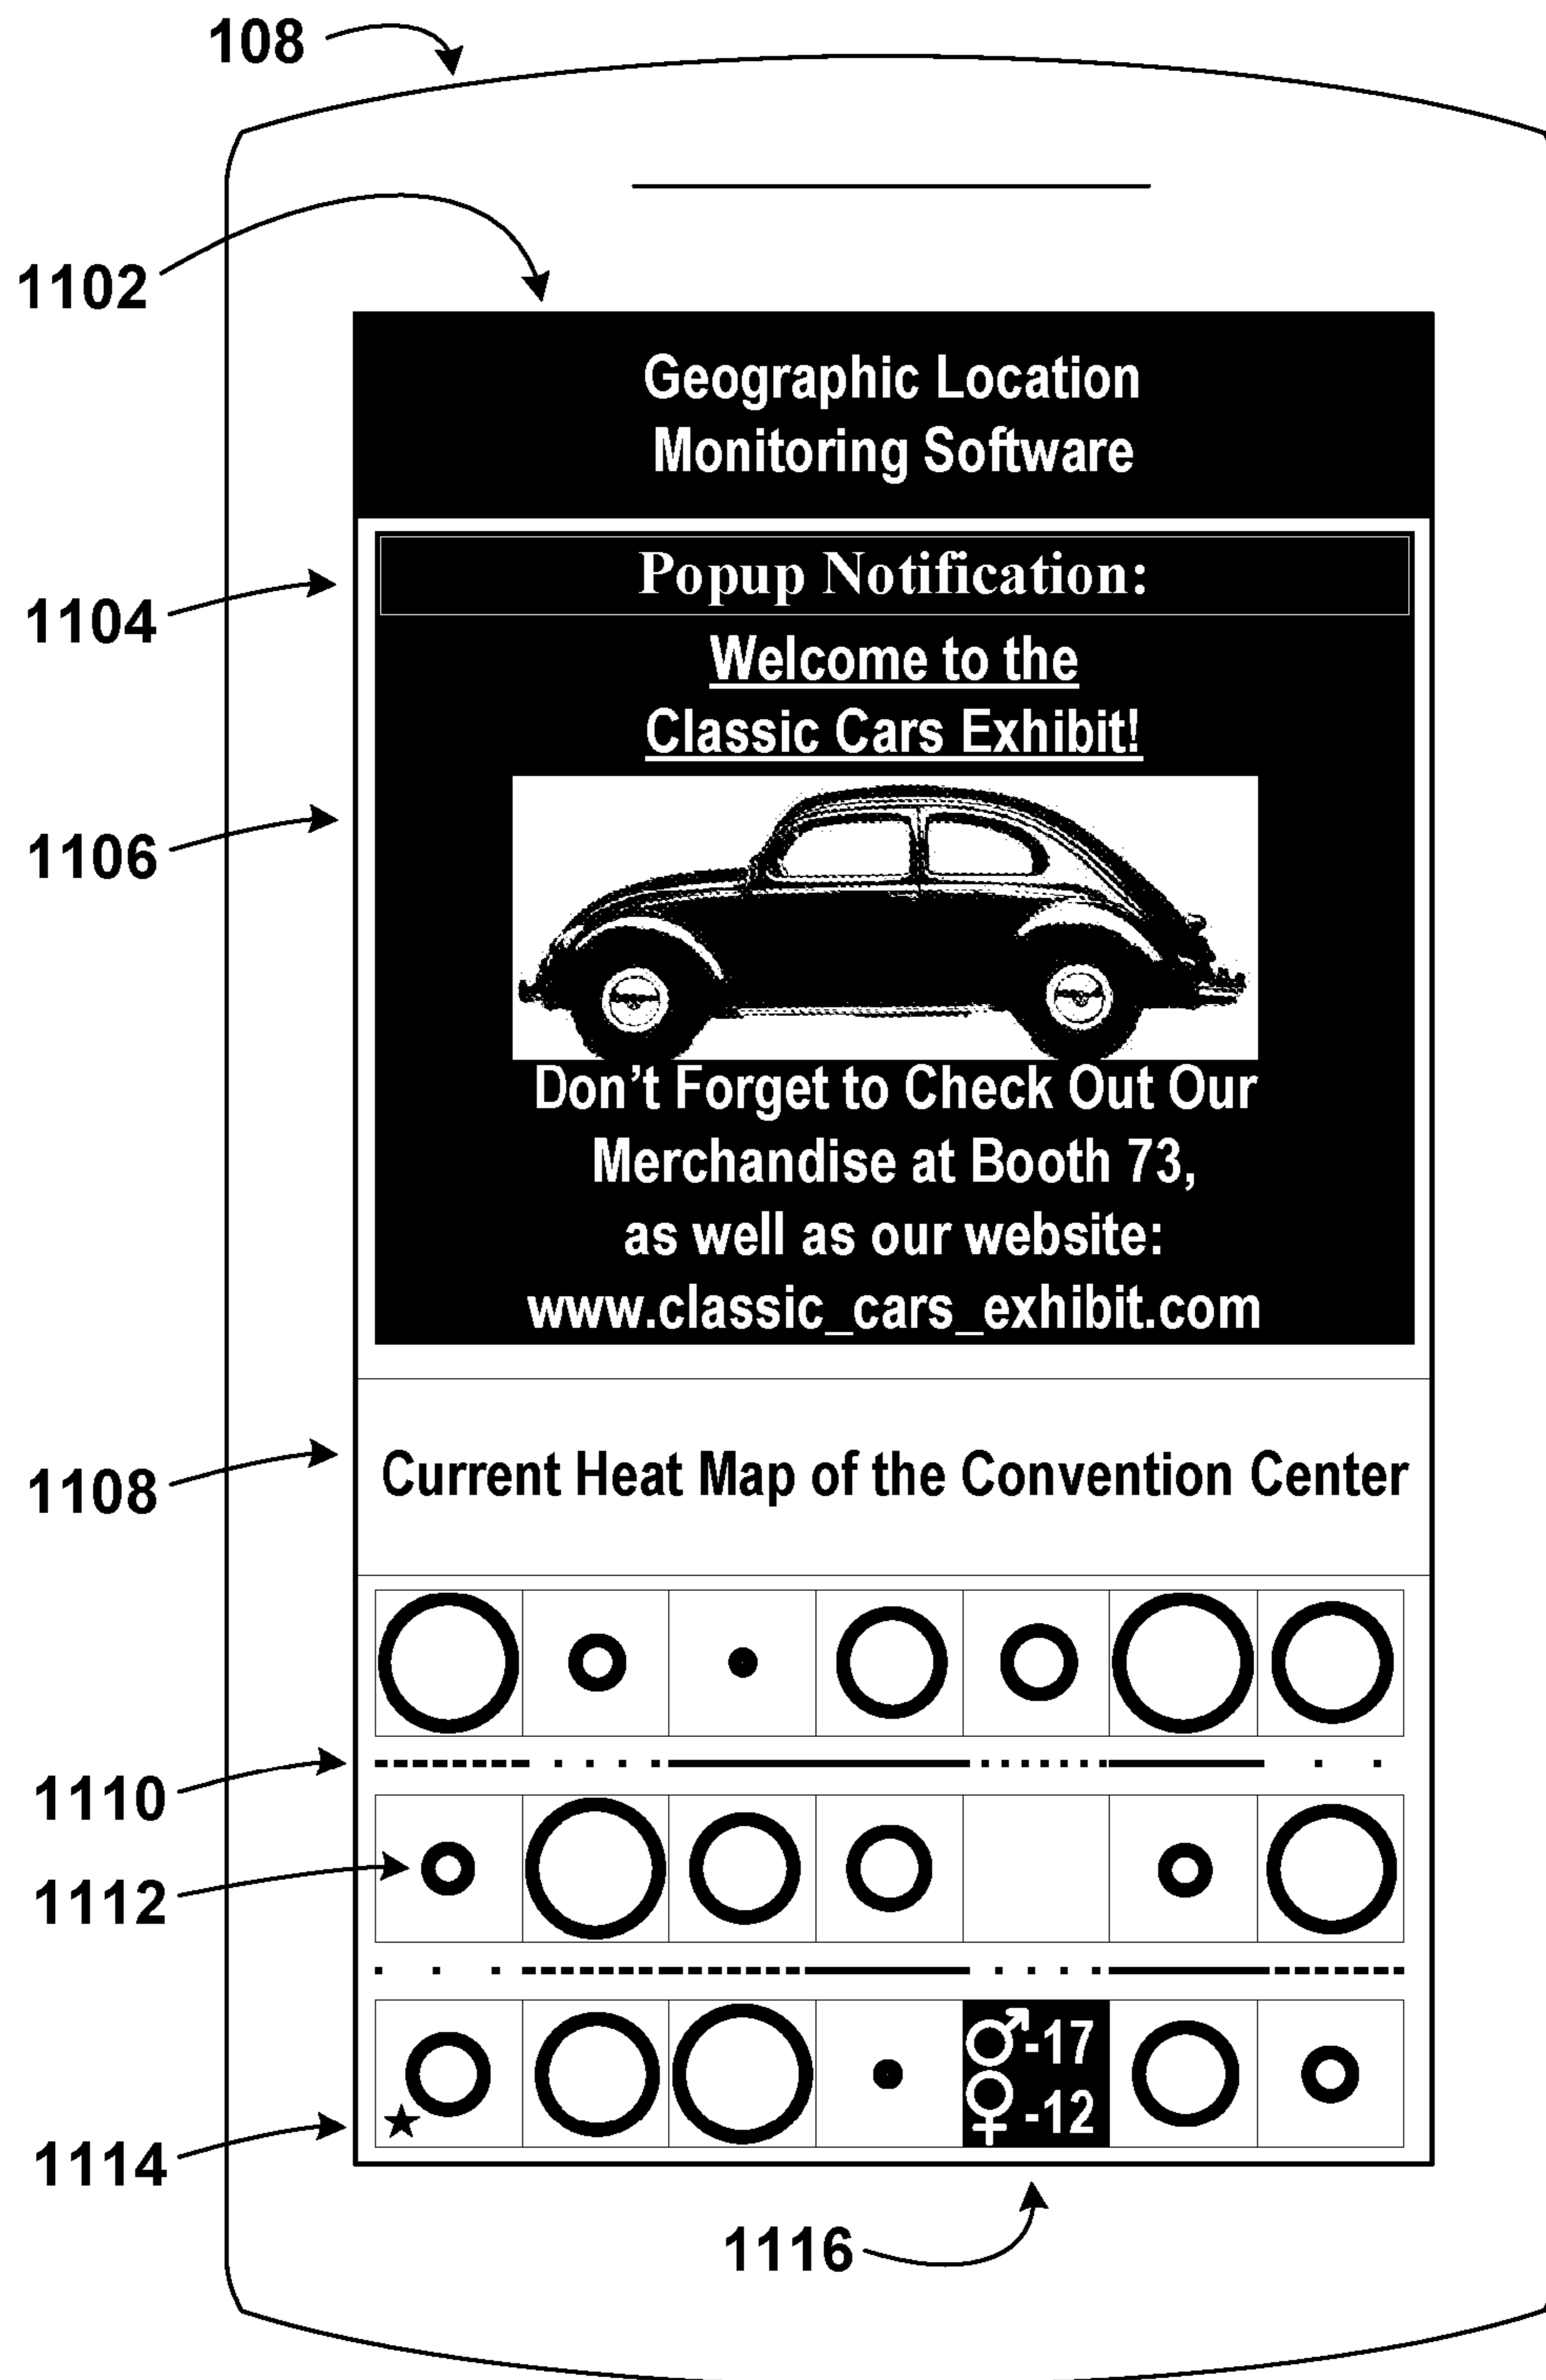 108
1102
Geographic Location
Monitoring Software
Popup Notification:
1104
Welcome to the
Classic Cars Exhibit!
1106
Don't Forget to Check Out Our
Merchandise at Booth 73,
as well as our website:
www.classic_cars_exhibit.com
1108
Current Heat Map of the Convention Center
1110
1112
♂-17
♀-12
1114
1116